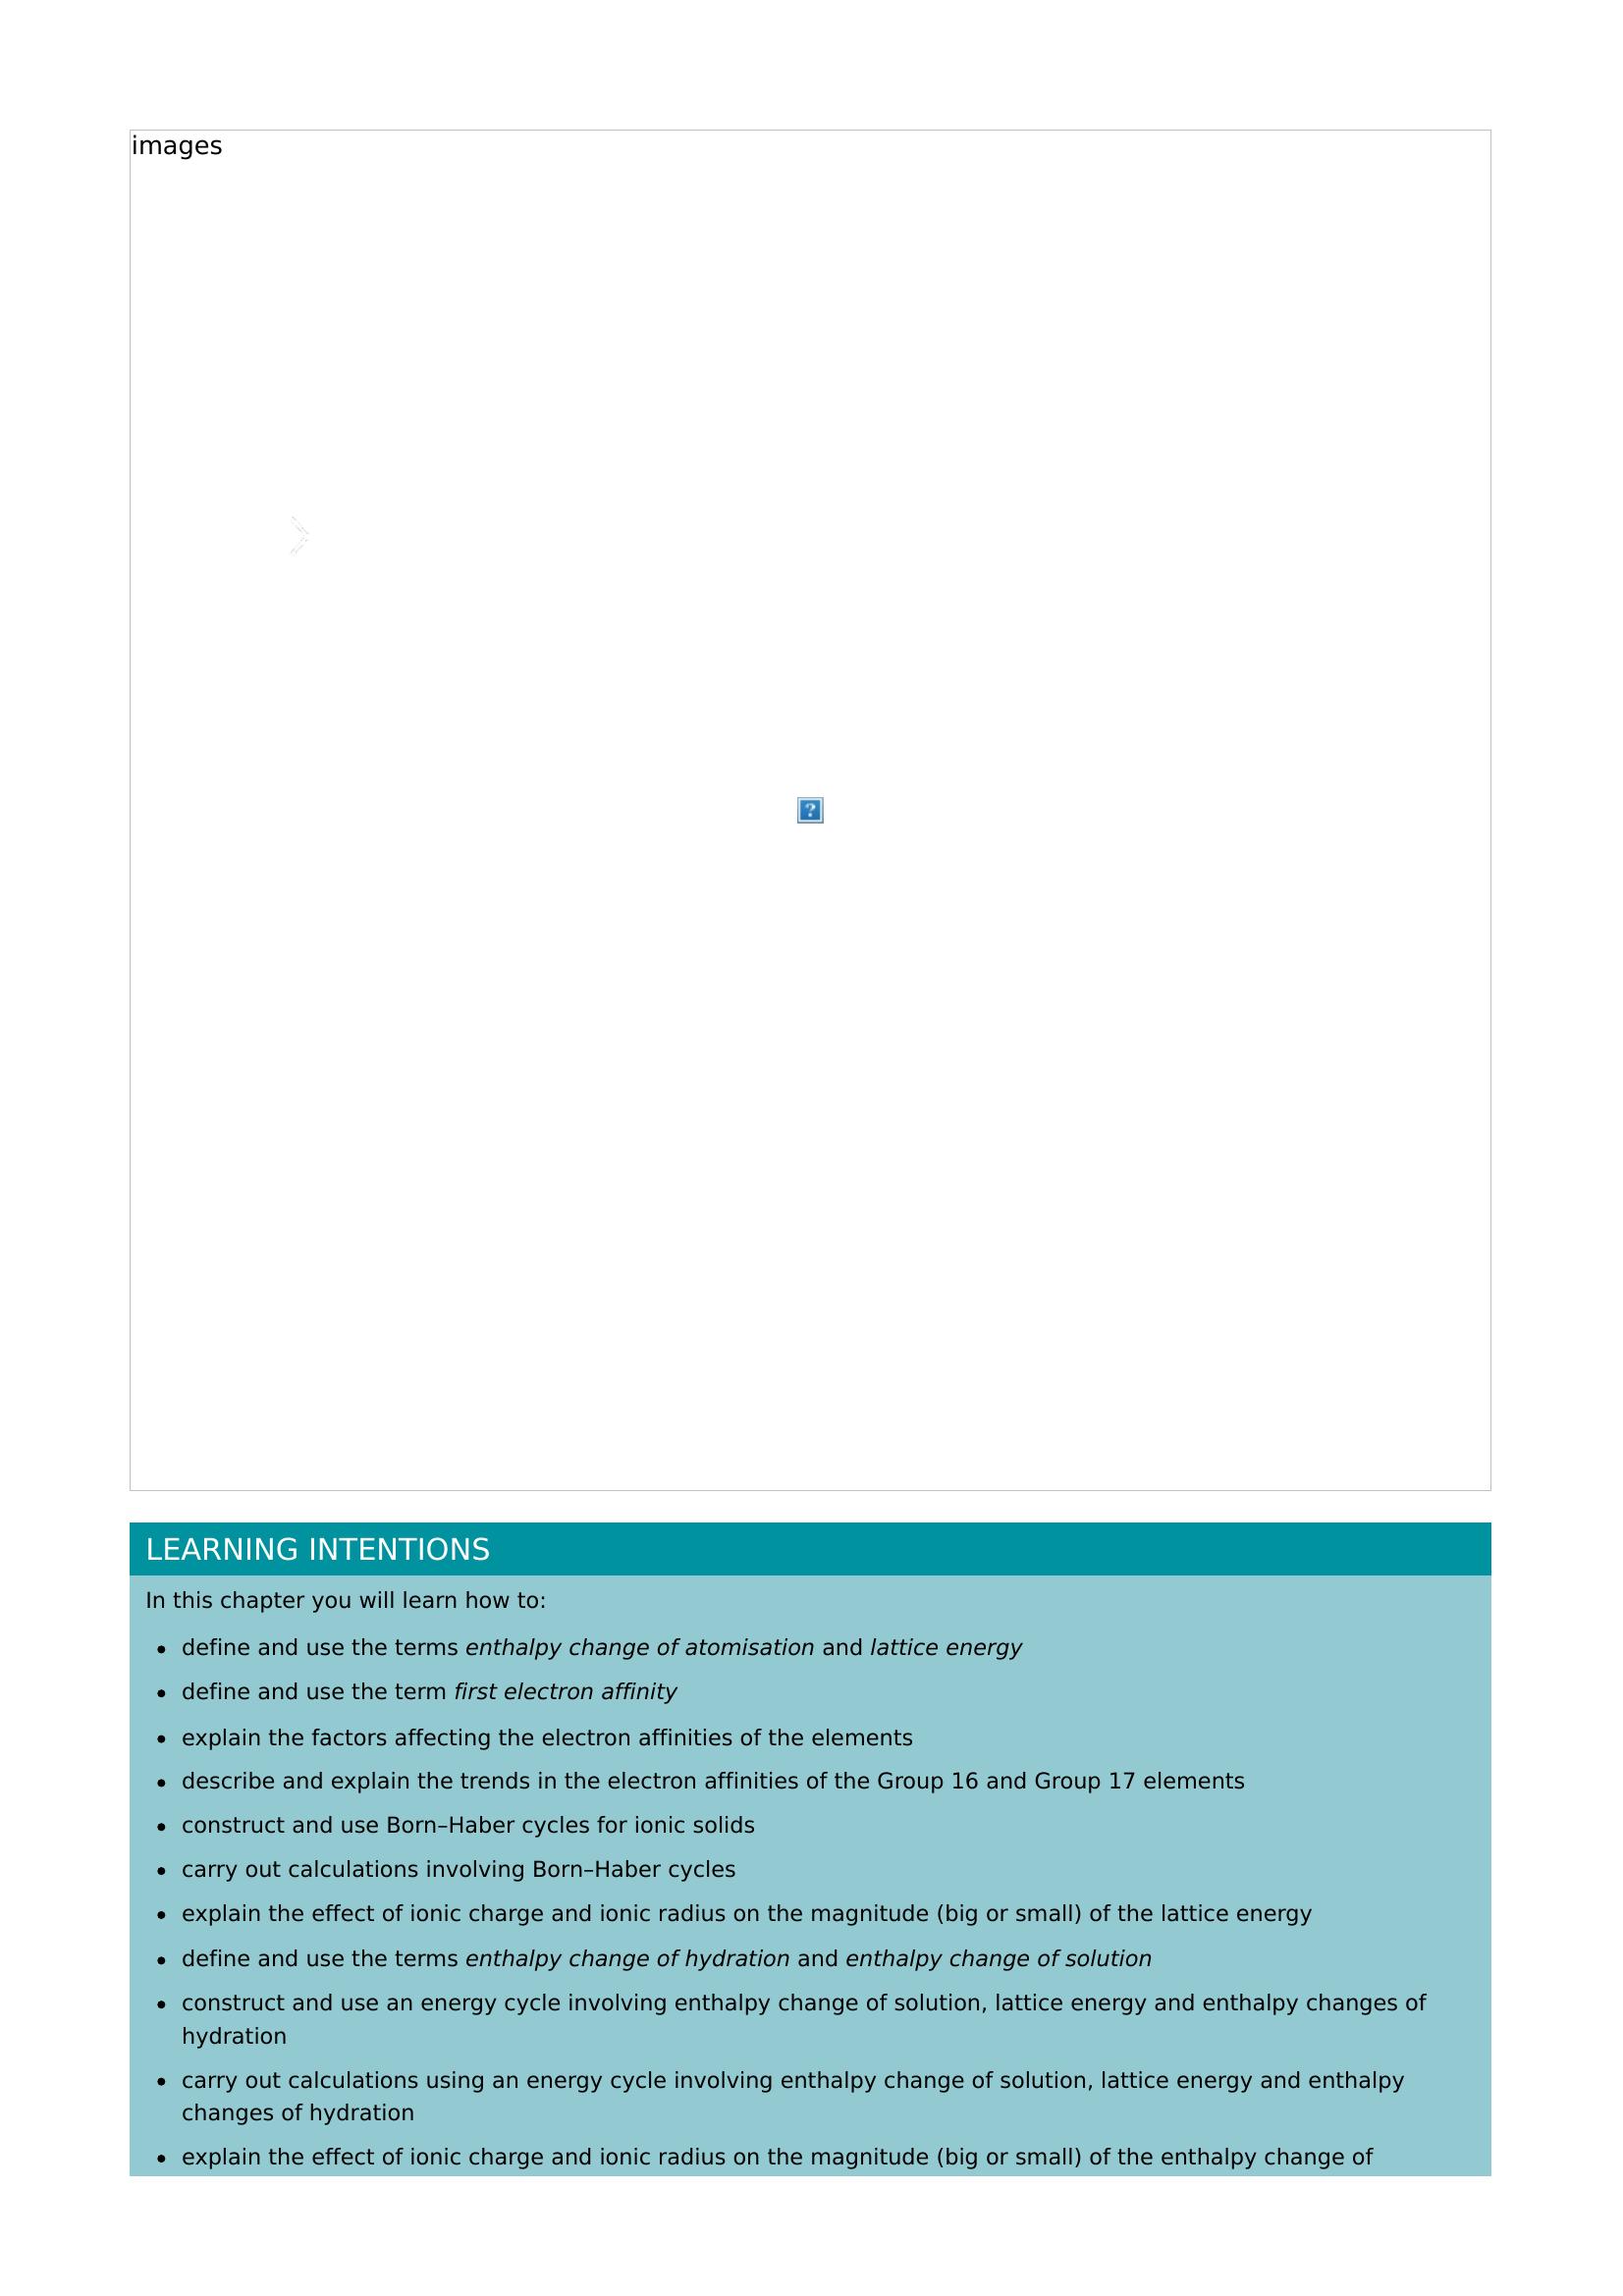 images
?
LEARNING INTENTIONS
In this chapter you will learn how to:
• define and use the terms enthalpy change of atomisation and lattice energy
• define and use the term first electron affinity
• explain the factors affecting the electron affinities of the elements
• describe and explain the trends in the electron affinities of the Group 16 and Group 17 elements
• construct and use Born–Haber cycles for ionic solids
• carry out calculations involving Born–Haber cycles
• explain the effect of ionic charge and ionic radius on the magnitude (big or small) of the lattice energy
• define and use the terms enthalpy change of hydration and enthalpy change of solution
• construct and use an energy cycle involving enthalpy change of solution, lattice energy and enthalpy changes of
hydration
• carry out calculations using an energy cycle involving enthalpy change of solution, lattice energy and enthalpy
changes of hydration
• explain the effect of ionic charge and ionic radius on the magnitude (big or small) of the enthalpy change of